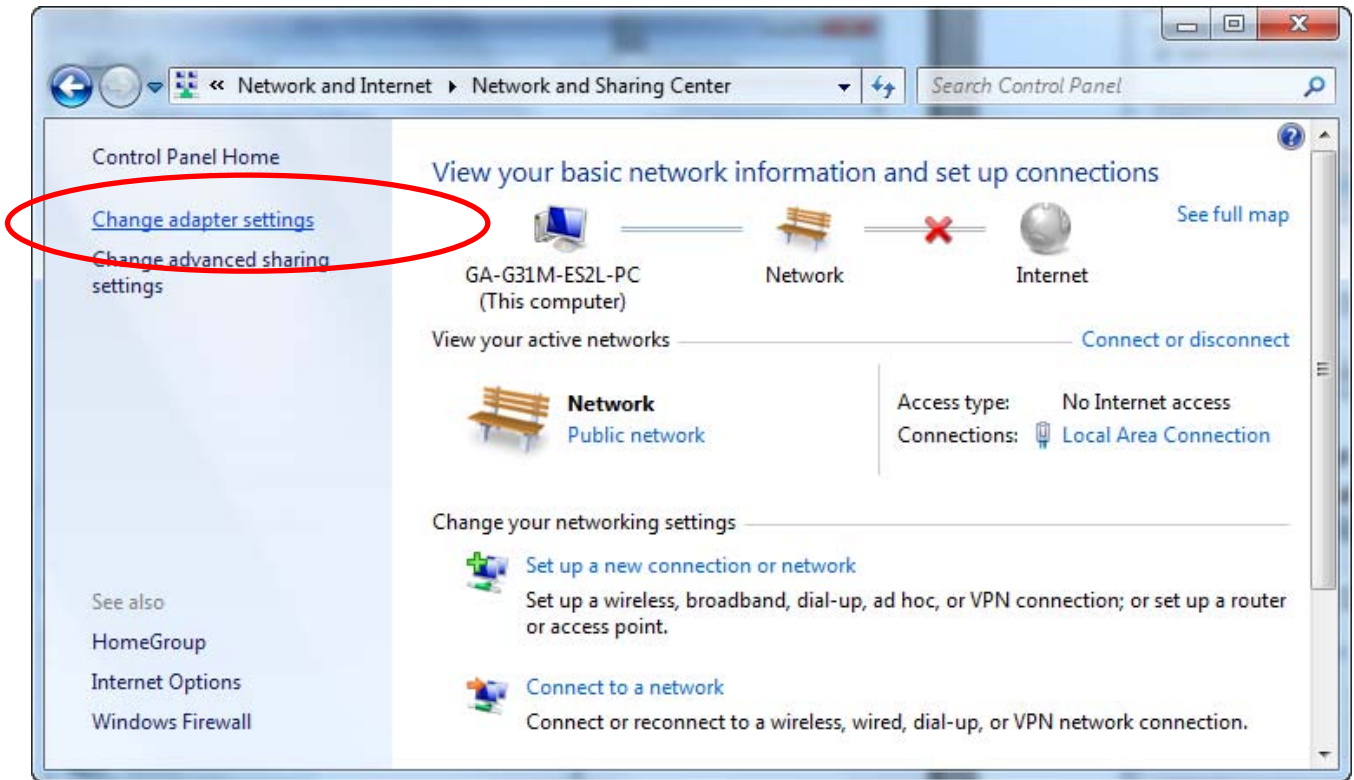 « Network and Internet ▸ Network and Sharing Center
Search Control Panel
Control Panel Home
Change adapter settings
Change advanced sharing
settings
See also
HomeGroup
Internet Options
Windows Firewall
View your basic network information and set up connections
See full map
GA-G31M-ES2L-PC
(This computer)
Network
Internet
View your active networks
Connect or disconnect
Network
Public network
Access type: No Internet access
Connections: Local Area Connection
Change your networking settings
Set up a new connection or network
Set up a wireless, broadband, dial-up, ad hoc, or VPN connection; or set up a router
or access point.
Connect to a network
Connect or reconnect to a wireless, wired, dial-up, or VPN network connection.